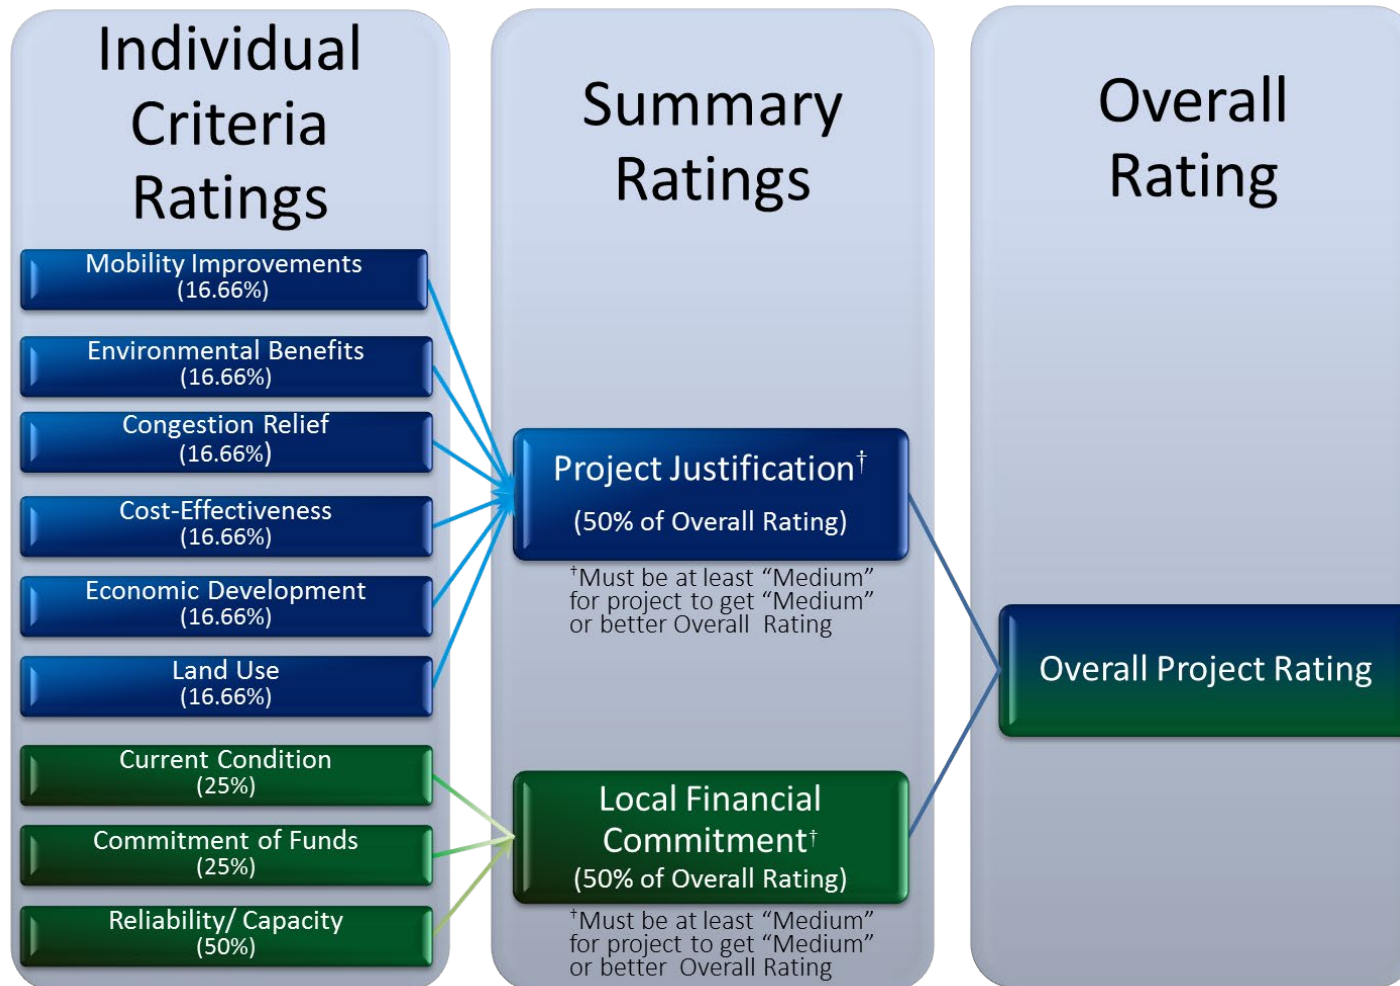 Individual
Criteria
Ratings
Mobility Improvements
(16.66%)
Environmental Benefits
(16.66%)
Congestion Relief
(16.66%)
Cost-Effectiveness
(16.66%)
Economic Development
(16.66%)
Land Use
(16.66%)
Current Condition
(25%)
Commitment of Funds
(25%)
Reliability/ Capacity
(50%)
Summary
Ratings
Project Justification†
(50% of Overall Rating)
†Must be at least “Medium”
for project to get “Medium”
or better Overall Rating
Local Financial
Commitment†
(50% of Overall Rating)
†Must be at least “Medium”
for project to get “Medium”
or better Overall Rating
Overall
Rating
Overall Project Rating